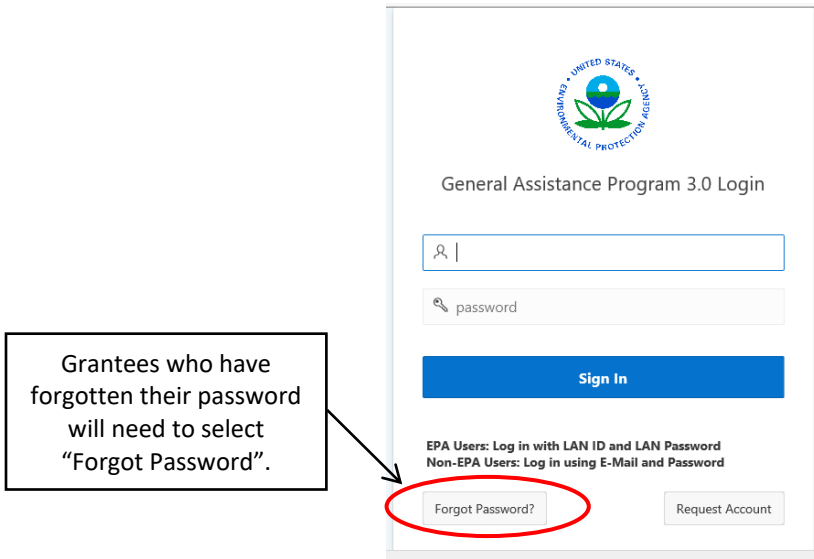 UNITED STATES
ENVIRONMENTAL PROTECTION AGENCY
General Assistance Program 3.0 Login
password
Sign In
Grantees who have
forgotten their password
will need to select
“Forgot Password”.
EPA Users: Log in with LAN ID and LAN Password
Non-EPA Users: Log in using E-Mail and Password
Forgot Password?
Request Account